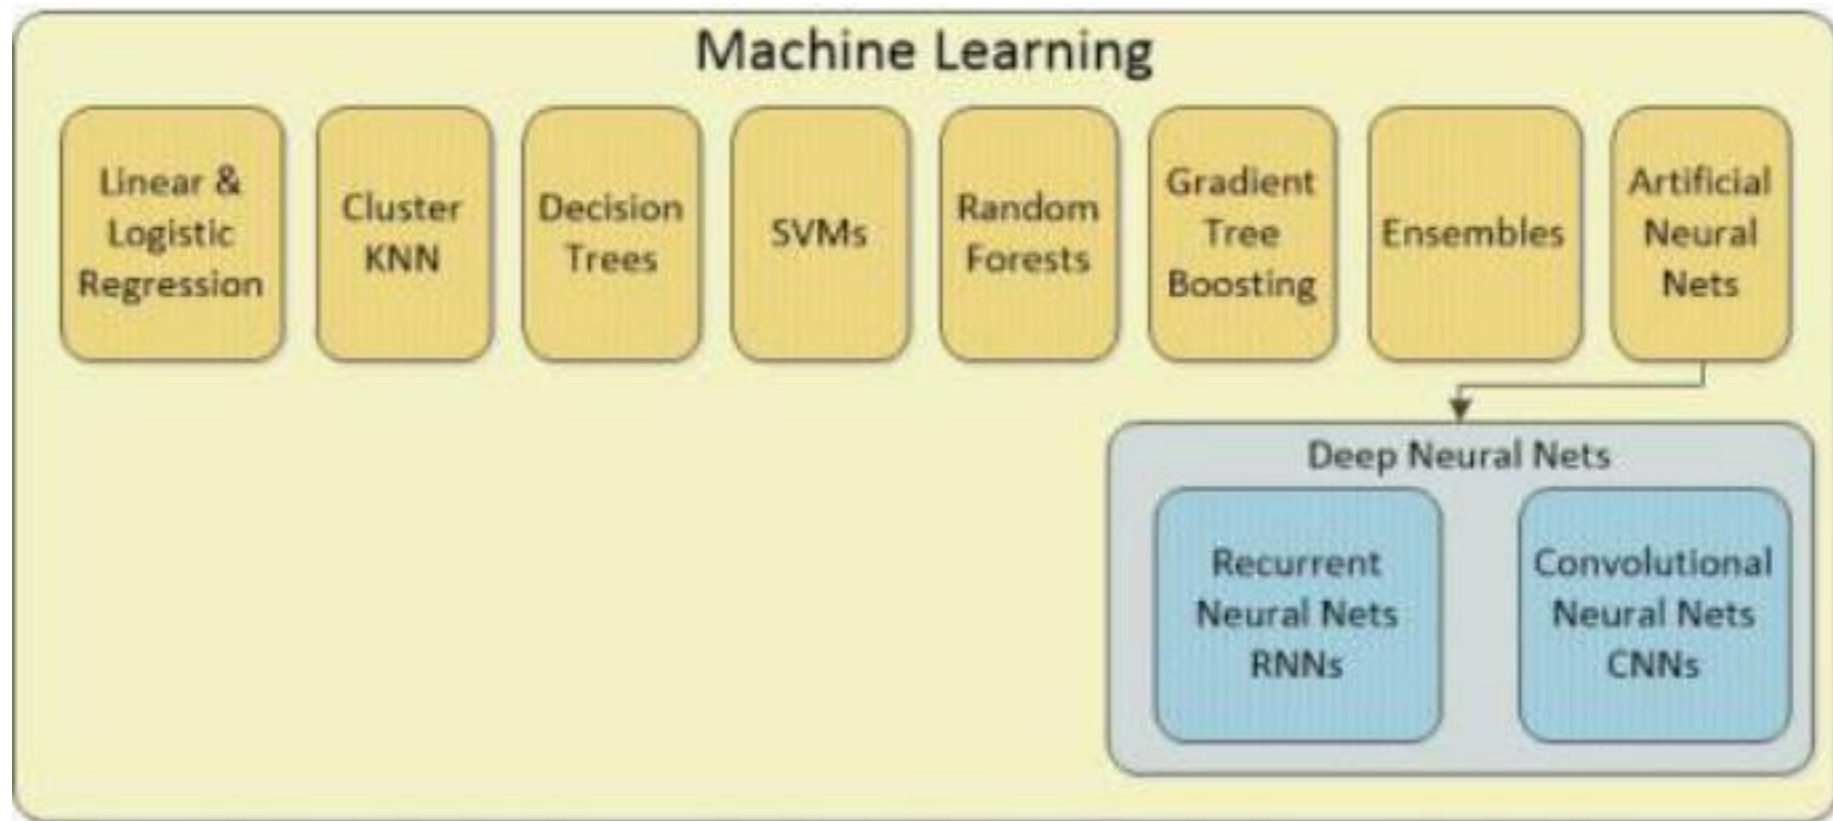 Machine Learning
Linear &
Logistic
Regression
Cluster
KNN
Decision
Trees
SVMs
Random
Forests
Gradient
Tree
Boosting
Ensembles
Artificial
Neural
Nets
Deep Neural Nets
Recurrent
Neural Nets
RNNs
Convolutional
Neural Nets
CNNs